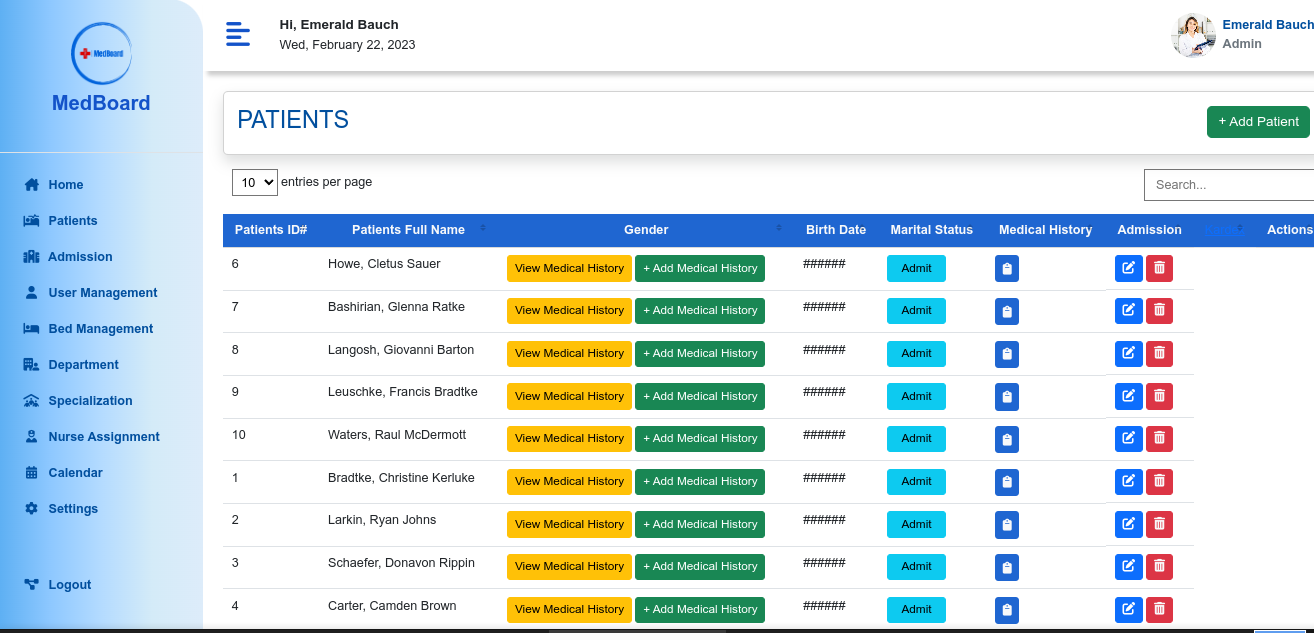 MedBoard
MedBoard
Home
Patients
Admission
User Management
Bed Management
Department
Specialization
Nurse Assignment
Calendar
Settings
Logout
Hi, Emerald Bauch
Wed, February 22, 2023
Emerald Bauch
Admin
PATIENTS
+ Add Patient
10 entries per page
Search...
Patients ID# Patients Full Name Gender Birth Date Marital Status Medical History Admission Actions
6 Howe, Cletus Sauer View Medical History + Add Medical History ###### Admit
7 Bashirian, Glenna Ratke View Medical History + Add Medical History ###### Admit
8 Langosh, Giovanni Barton View Medical History + Add Medical History ###### Admit
9 Leuschke, Francis Bradtke View Medical History + Add Medical History ###### Admit
10 Waters, Raul McDermott View Medical History + Add Medical History ###### Admit
1 Bradtke, Christine Kerluke View Medical History + Add Medical History ###### Admit
2 Larkin, Ryan Johns View Medical History + Add Medical History ###### Admit
3 Schaefer, Donavon Rippin View Medical History + Add Medical History ###### Admit
4 Carter, Camden Brown View Medical History + Add Medical History ###### Admit